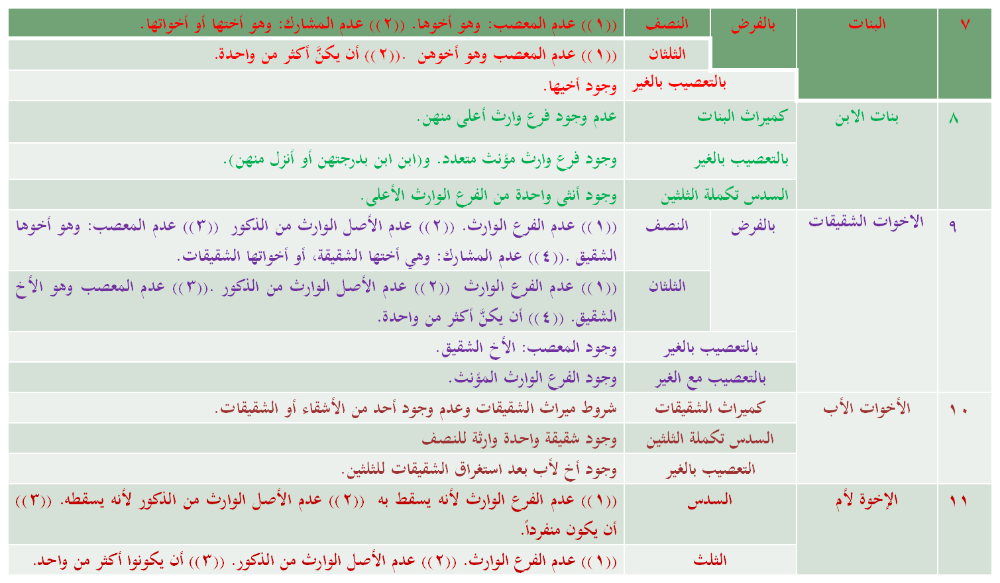 ٧ البنات بالفرض النصف ((١)) عدم المعصب: وهو أخوها. ((٢)) عدم المشارك: وهو أختها أو أخواتها.
الثلثان ((١)) عدم المعصب وهو أخوهن .((٢)) أن يكنَّ أكثر من واحدة.
بالتعصيب بالغير وجود أخيها.
٨ بنات الابن كميراث البنات عدم وجود فرع وارث أعلى منهن.
بالتعصيب بالغير وجود فرع وارث مؤنث متعدد. و(ابن ابن بدرجتهن أو أنزل منهن).
السدس تكملة الثلثين وجود أنثى واحدة من الفرع الوارث الأعلى.
٩ الاخوات الشقيقات بالفرض النصف ((١)) عدم الفرع الوارث. ((٢)) عدم الأصل الوارث من الذكور ((٣)) عدم المعصب: وهو أخوها
الشقيق .((٤)) عدم المشارك: وهي أختها الشقيقة، أو أخواتها الشقيقات.
الثلثان ((١)) عدم الفرع الوارث ((٢)) عدم الأصل الوارث من الذكور .((٣)) عدم المعصب وهو الأخ
الشقيق. ((٤)) أن يكنَّ أكثر من واحدة.
بالتعصيب بالغير وجود المعصب: الأخ الشقيق.
بالتعصيب مع الغير وجود الفرع الوارث المؤنث.
١٠ الأخوات الأب كميراث الشقيقات شروط ميراث الشقيقات وعدم وجود أحد من الأشقاء أو الشقيقات.
السدس تكملة الثلثين وجود شقيقة واحدة وارثة للنصف
التعصيب بالغير وجود أخ لأب بعد استغراق الشقيقات للثلثين.
١١ الإخوة لأم السدس ((١)) عدم الفرع الوارث لأنه يسقط به ((٢)) عدم الأصل الوارث من الذكور لأنه يسقطه. ((٣))
أن يكون منفرداً.
الثلث ((١)) عدم الفرع الوارث. ((٢)) عدم الأصل الوارث من الذكور. ((٣)) أن يكونوا أكثر من واحد.